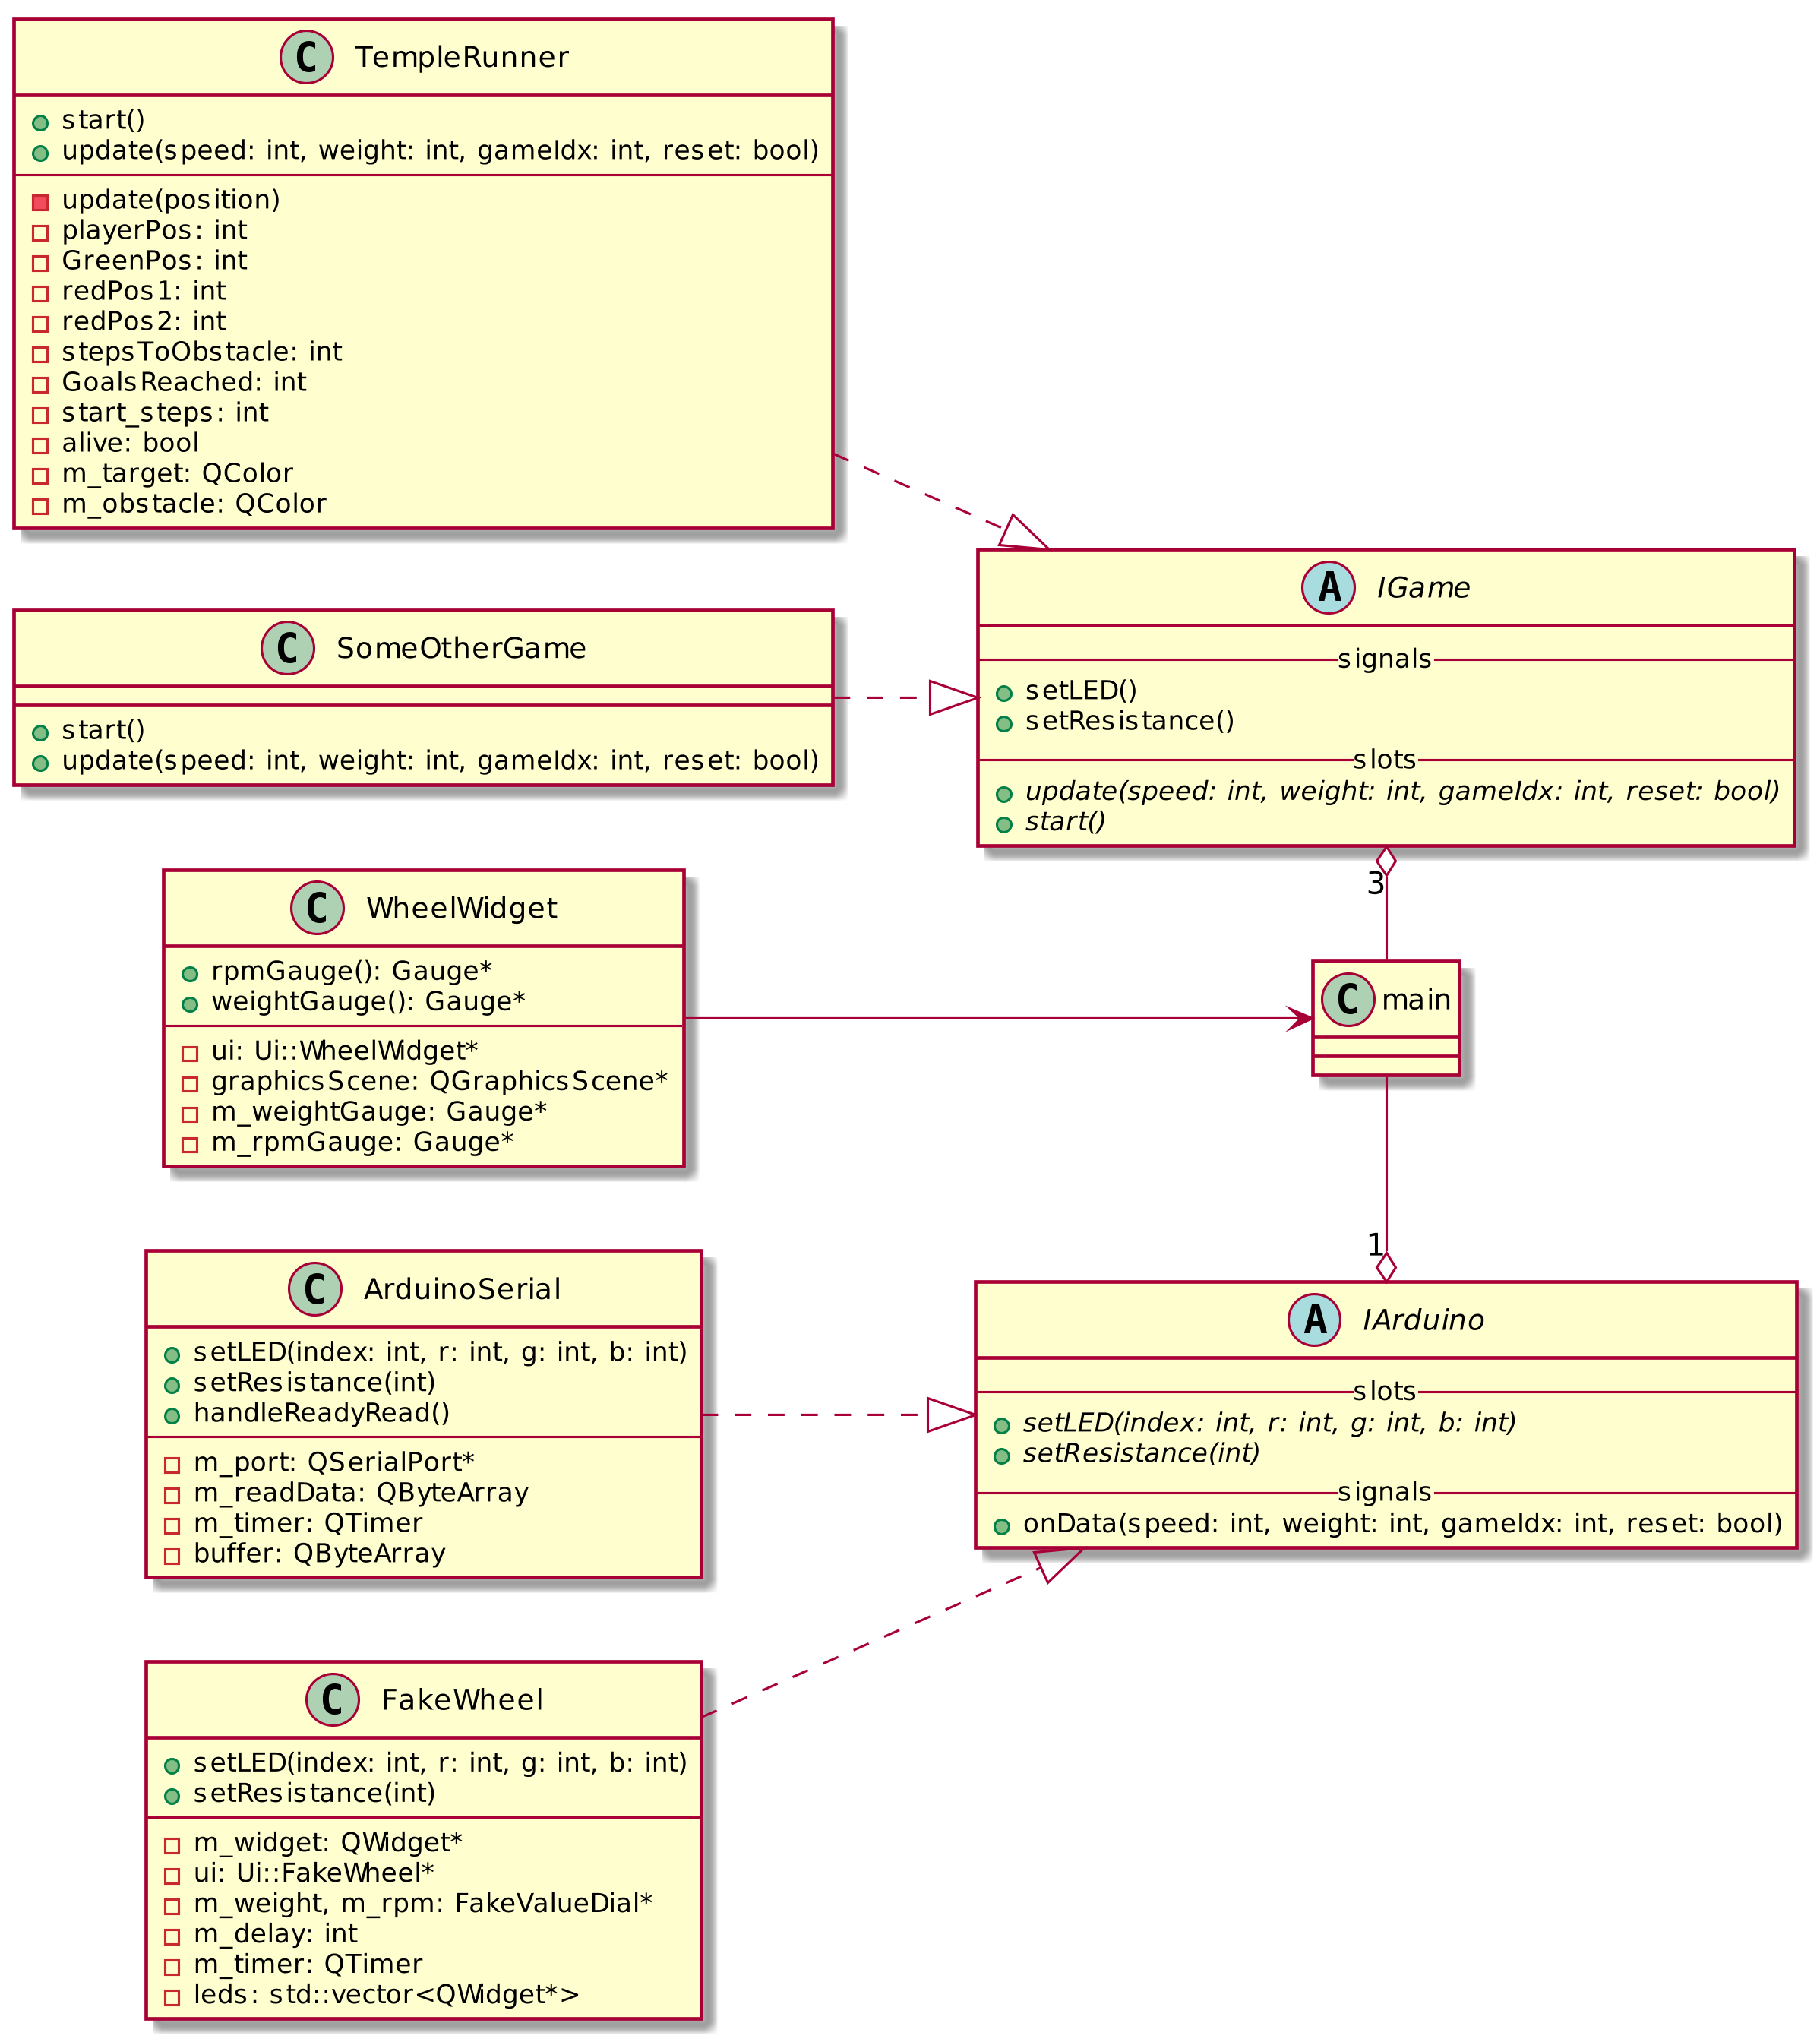 C TempleRunner
start()
update(speed: int, weight: int, gameIdx: int, reset: bool)
update(position)
playerPos: int
GreenPos: int
redPos1: int
redPos2: int
stepsToObstacle: int
GoalsReached: int
start_steps: int
alive: bool
m_target: QColor
m_obstacle: QColor
C SomeOtherGame
start()
update(speed: int, weight: int, gameIdx: int, reset: bool)
A IGame
signals
setLED()
setResistance()
slots
update(speed: int, weight: int, gameIdx: int, reset: bool)
start()
3
C WheelWidget
rpmGauge(): Gauge*
weightGauge(): Gauge*
ui: Ui::WheelWidget*
graphicsScene: QGraphicsScene*
m_weightGauge: Gauge*
m_rpmGauge: Gauge*
C main
1
C ArduinoSerial
setLED(index: int, r: int, g: int, b: int)
setResistance(int)
handleReadyRead()
m_port: QSerialPort*
m_readData: QByteArray
m_timer: QTimer
buffer: QByteArray
A IArduino
slots
setLED(index: int, r: int, g: int, b: int)
setResistance(int)
signals
onData(speed: int, weight: int, gameIdx: int, reset: bool)
C FakeWheel
setLED(index: int, r: int, g: int, b: int)
setResistance(int)
m_widget: QWidget*
ui: Ui::FakeWheel*
m_weight, m_rpm: FakeValueDial*
m_delay: int
m_timer: QTimer
leds: std::vector<QWidget*>